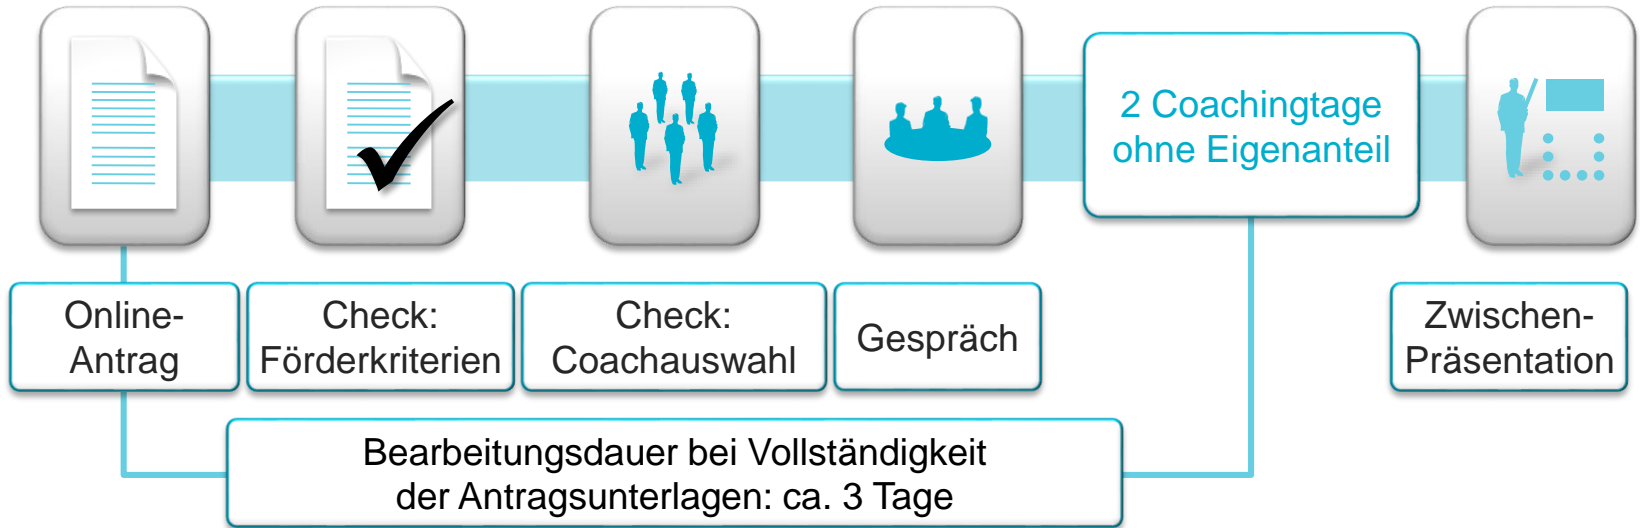 2 Coachingtage
ohne Eigenanteil
Online-
Antrag
Check:
Förderkriterien
Check:
Coachauswahl
Gespräch
Zwischen-
Präsentation
Bearbeitungsdauer bei Vollständigkeit
der Antragsunterlagen: ca. 3 Tage